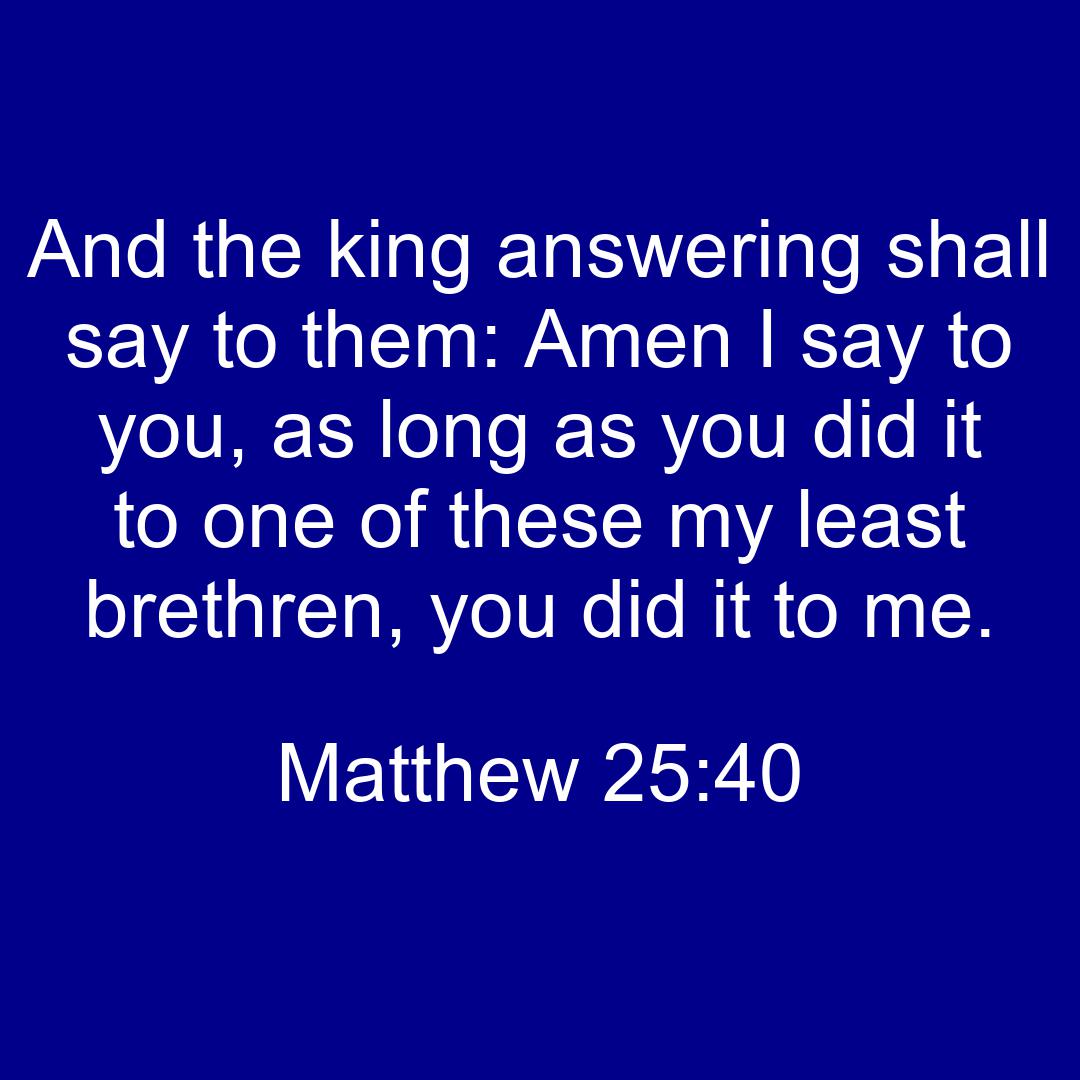 And the king answering shall
say to them: Amen I say to
you, as long as you did it
to one of these my least
brethren, you did it to me.
Matthew 25:40